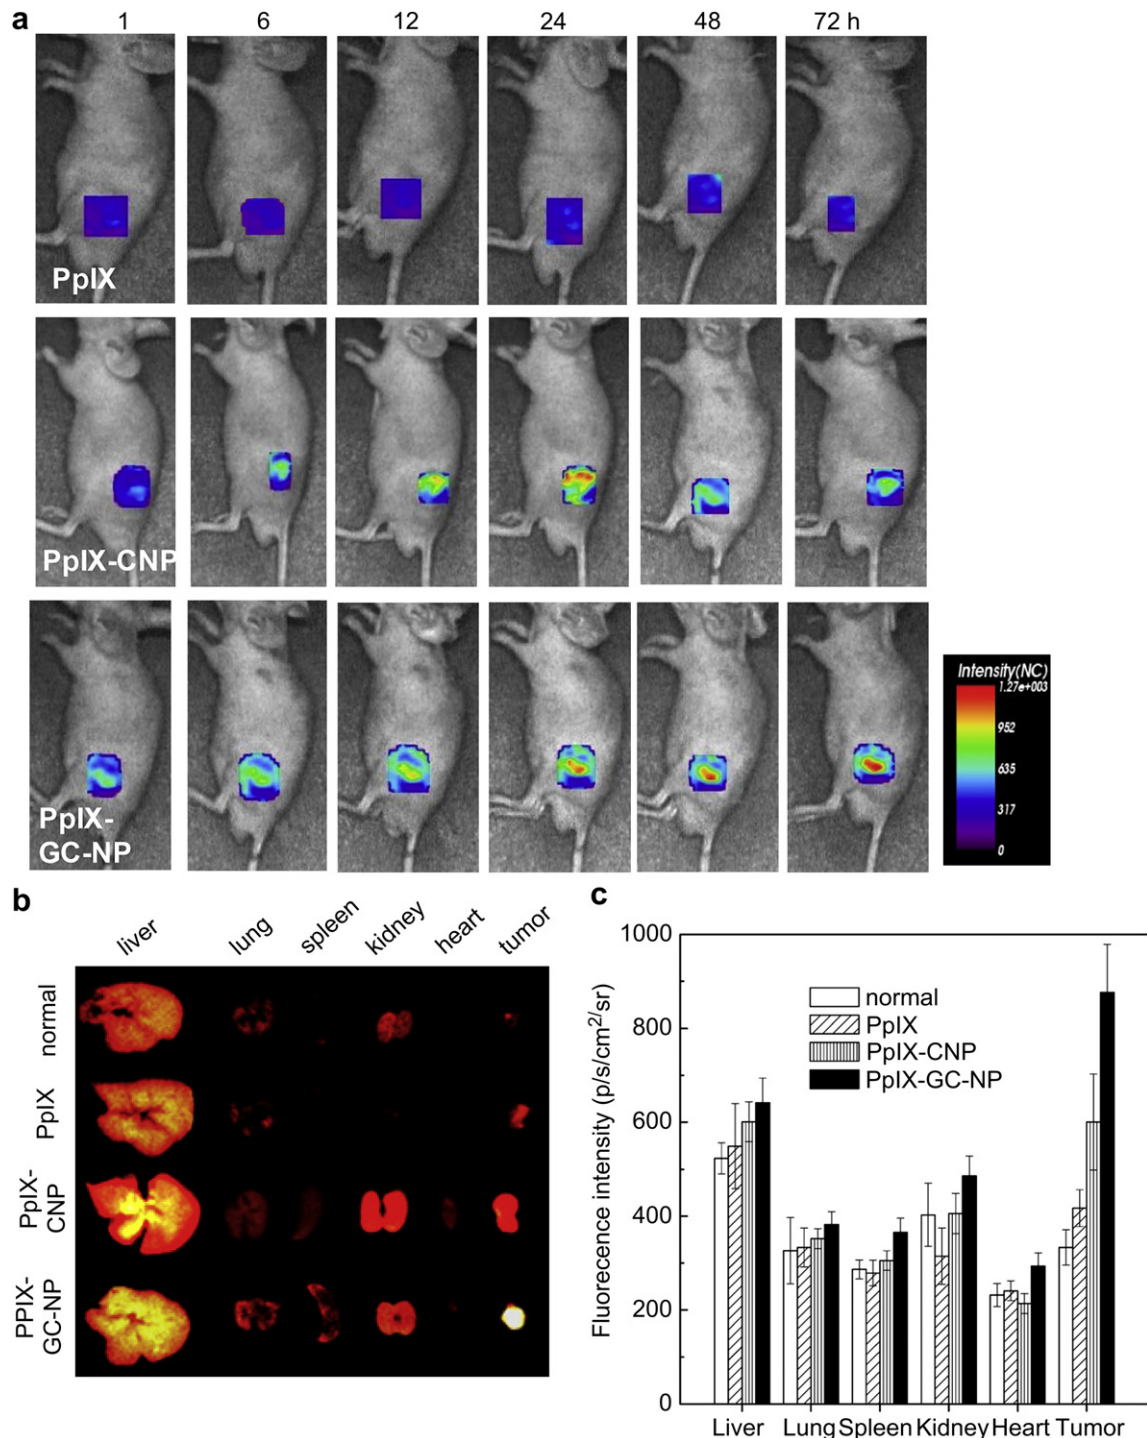 a
1 6 12 24 48 72 h
PpIX
PpIX-CNP
PpIX-
GC-NP
Intensity(NC)
1.27e+003
952
635
317
0
b
liver lung spleen kidney heart tumor
normal
PpIX
PpIX-
CNP
PPIX-
GC-NP
c
1000
800
600
400
200
0
Fluorecence intensity (p/s/cm²/sr)
normal
PpIX
PpIX-CNP
PpIX-GC-NP
Liver Lung Spleen Kidney Heart Tumor